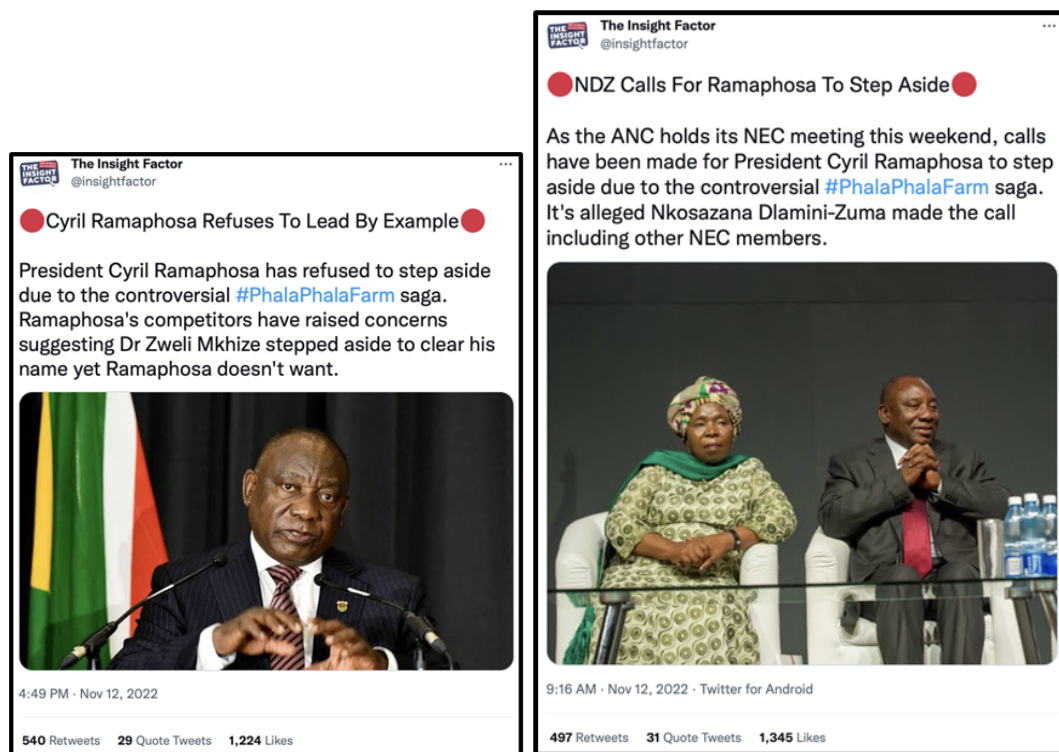 THE
INSIGHT
FACTOR
The Insight Factor
@insightfactor
Cyril Ramaphosa Refuses To Lead By Example
President Cyril Ramaphosa has refused to step aside
due to the controversial #PhalaPhalaFarm saga.
Ramaphosa's competitors have raised concerns
suggesting Dr Zweli Mkhize stepped aside to clear his
name yet Ramaphosa doesn't want.
4:49 PM · Nov 12, 2022
540 Retweets 29 Quote Tweets 1,224 Likes
THE
INSIGHT
FACTOR
The Insight Factor
@insightfactor
NDZ Calls For Ramaphosa To Step Aside
As the ANC holds its NEC meeting this weekend, calls
have been made for President Cyril Ramaphosa to step
aside due to the controversial #PhalaPhalaFarm saga.
It's alleged Nkosazana Dlamini-Zuma made the call
including other NEC members.
9:16 AM · Nov 12, 2022 · Twitter for Android
497 Retweets 31 Quote Tweets 1,345 Likes